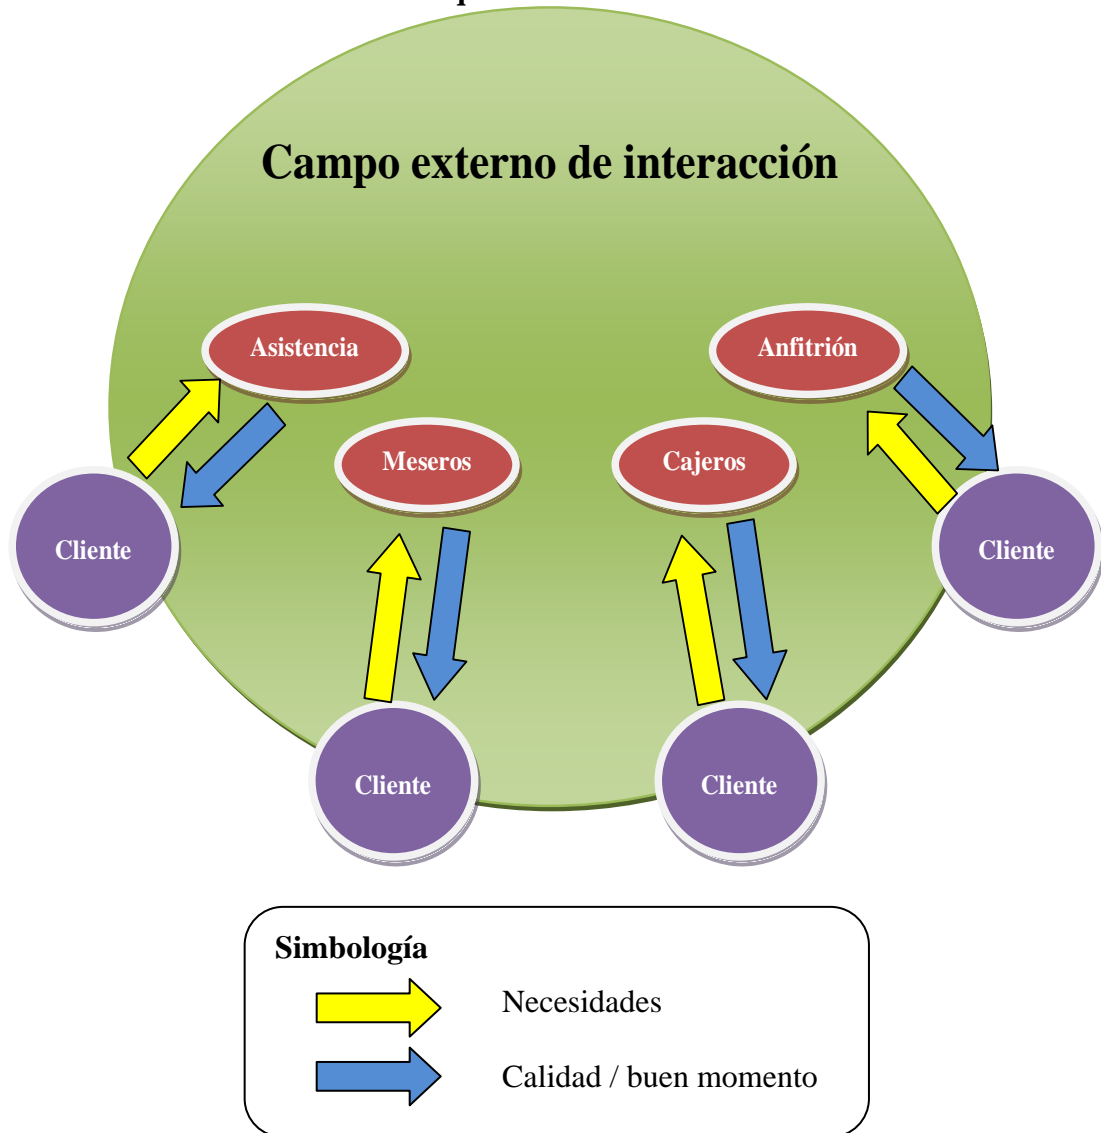 Campo externo de interacción
Asistencia
Anfitrión
Meseros
Cajeros
Cliente
Cliente
Cliente
Cliente
Simbología
Necesidades
Calidad / buen momento